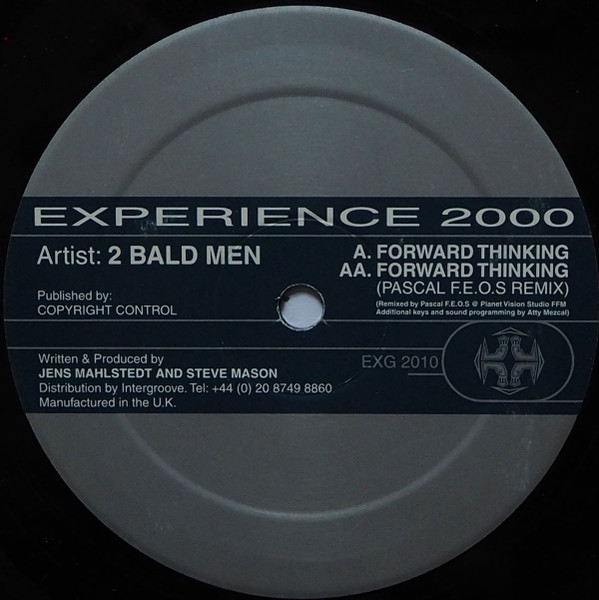 EXPERIENCE 2000
Artist: 2 BALD MEN
A. FORWARD THINKING
AA. FORWARD THINKING
(PASCAL F.E.O.S REMIX)
(Remixed by Pascal F.E.O.S @ Planet Vision Studio FFM
Additional keys and sound programming by Atty Mezcal)
Published by:
COPYRIGHT CONTROL
Written & Produced by
JENS MAHLSTEDT AND STEVE MASON
Distribution by Intergroove. Tel: +44 (0) 20 8749 8860
Manufactured in the U.K.
EXG 2010